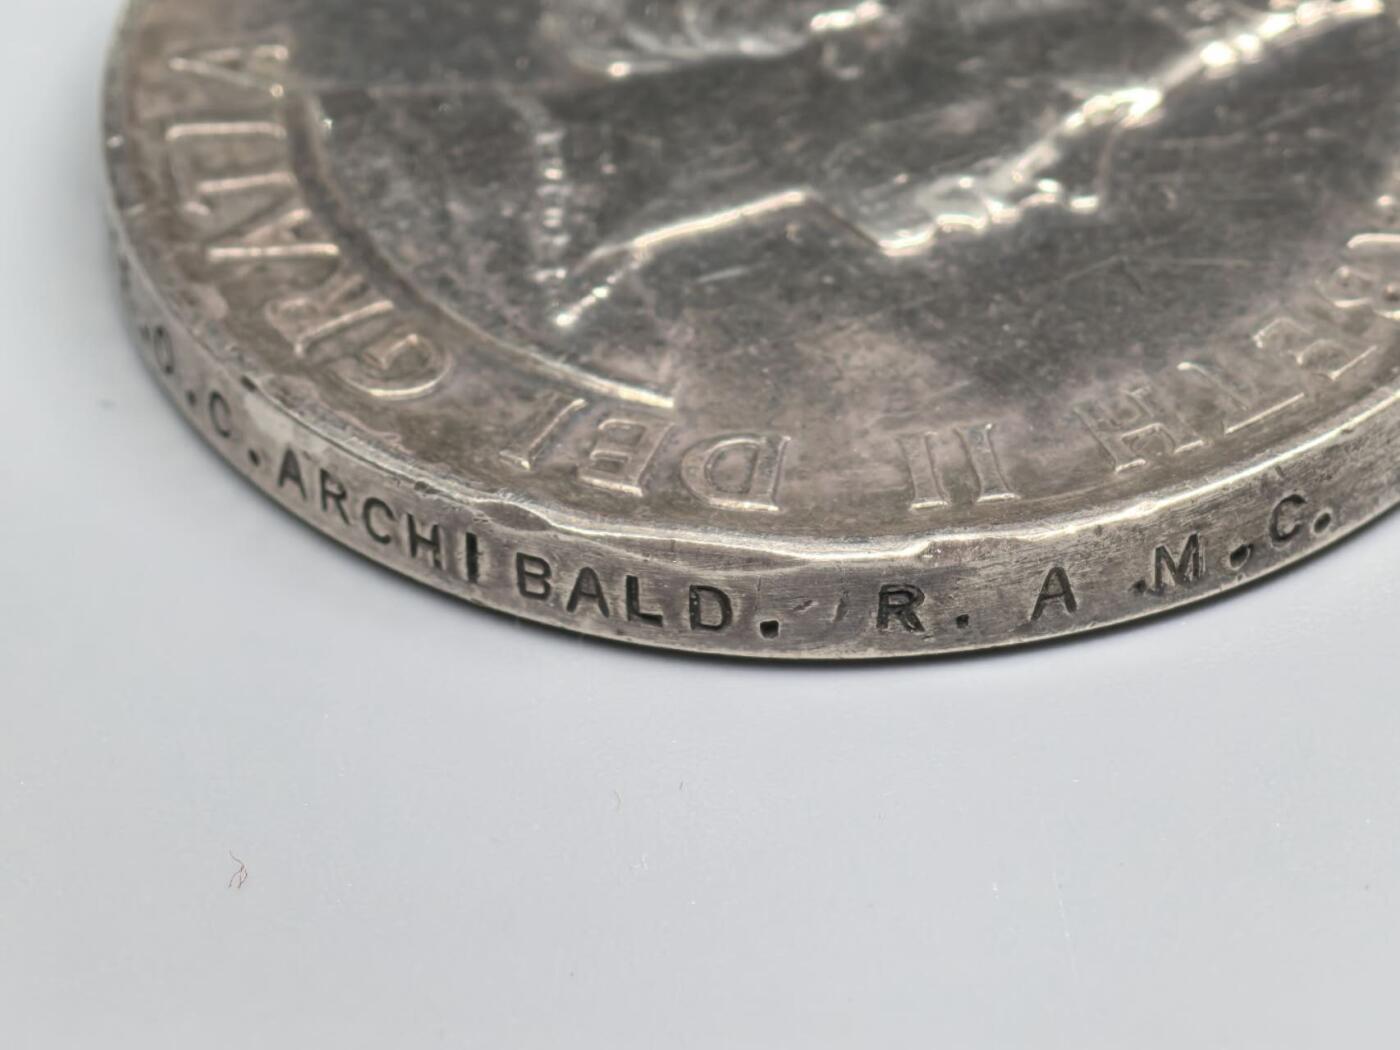 O.C.ARCHIBALD. R.A.M.C.
ETH II DEI GRATIA